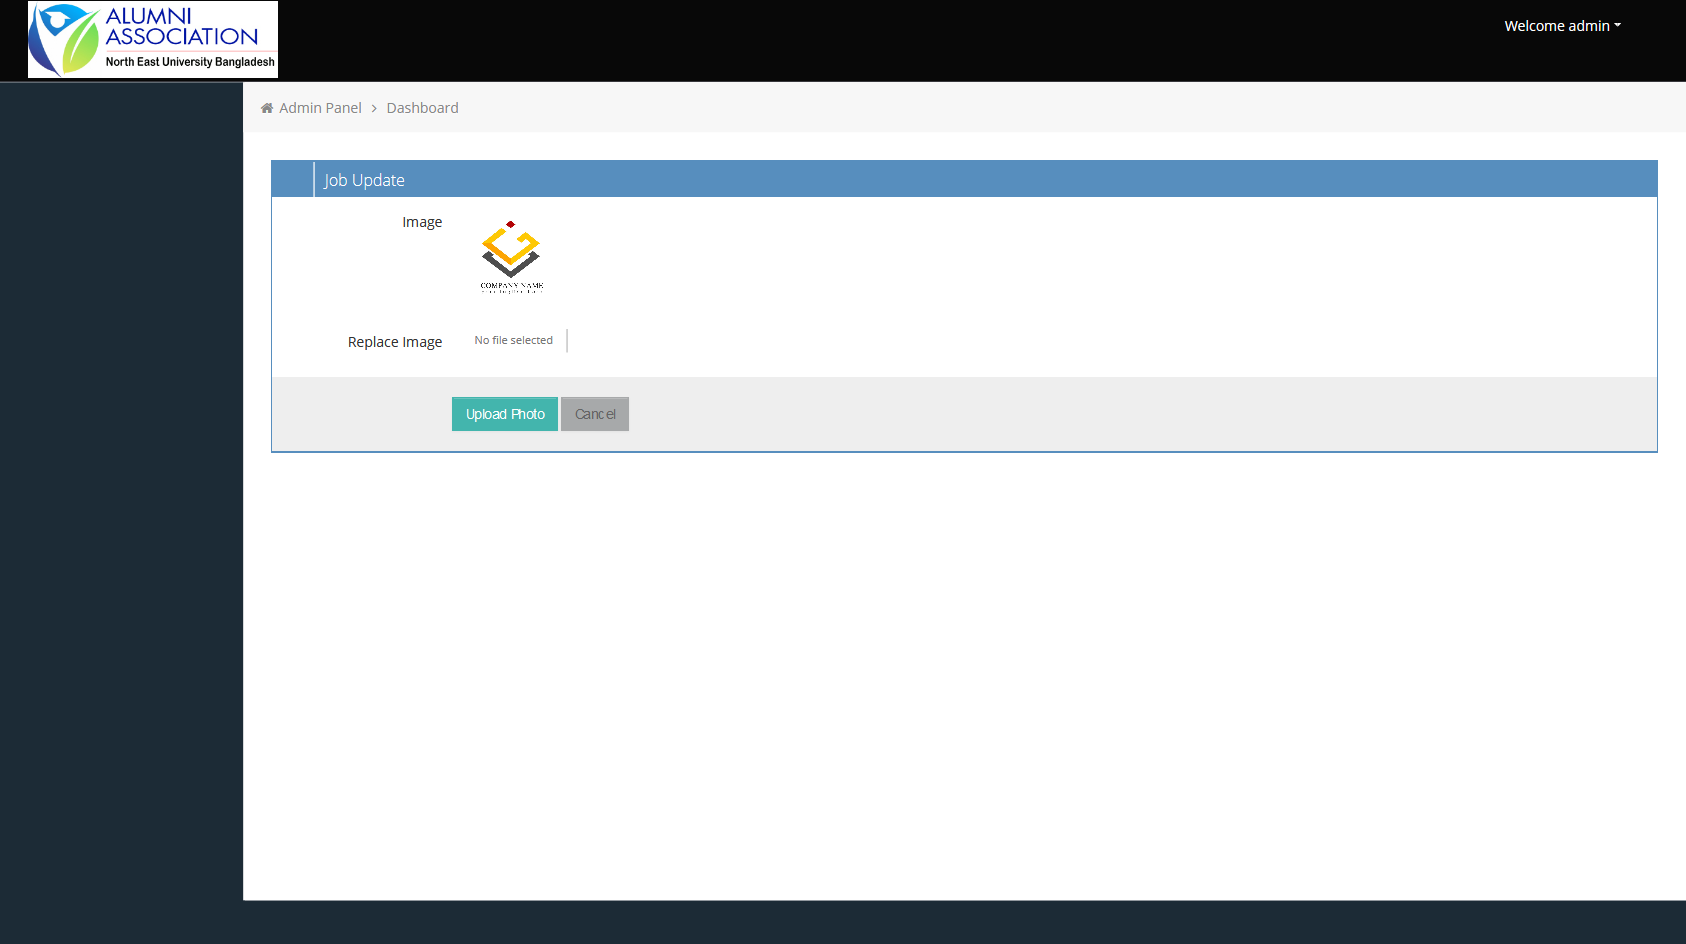 ALUMNI
ASSOCIATION
North East University Bangladesh
Welcome admin
Admin Panel > Dashboard
Job Update
Image
COMPANY NAME
Replace Image
No file selected
Upload Photo
Cancel